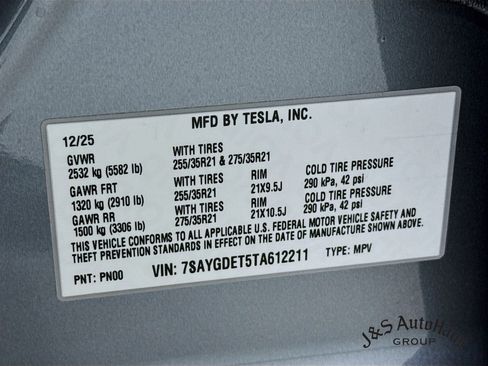 MFD BY TESLA, INC.
12/25
GVWR WITH TIRES
2532 kg (5582 lb) 255/35R21 & 275/35R21
GAWR FRT WITH TIRES RIM COLD TIRE PRESSURE
1320 kg (2910 lb) 255/35R21 21X9.5J 290 kPa, 42 psi
GAWR RR WITH TIRES RIM COLD TIRE PRESSURE
1500 kg (3306 lb) 275/35R21 21X10.5J 290 kPa, 42 psi
THIS VEHICLE CONFORMS TO ALL APPLICABLE U.S. FEDERAL MOTOR VEHICLE SAFETY AND
THEFT PREVENTION STANDARDS IN EFFECT ON THE DATE OF MANUFACTURE SHOWN ABOVE.
PNT: PN00 VIN: 7SAYGDET5TA612211 TYPE: MPV
J&S AutoHaus
GROUP